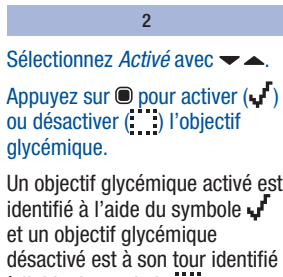 2
Sélectionnez Activé avec
Appuyez sur pour activer ( )
ou désactiver ( ) l'objectif
glycémique.
Un objectif glycémique activé est
identifié à l'aide du symbole
et un objectif glycémique
désactivé est à son tour identifié